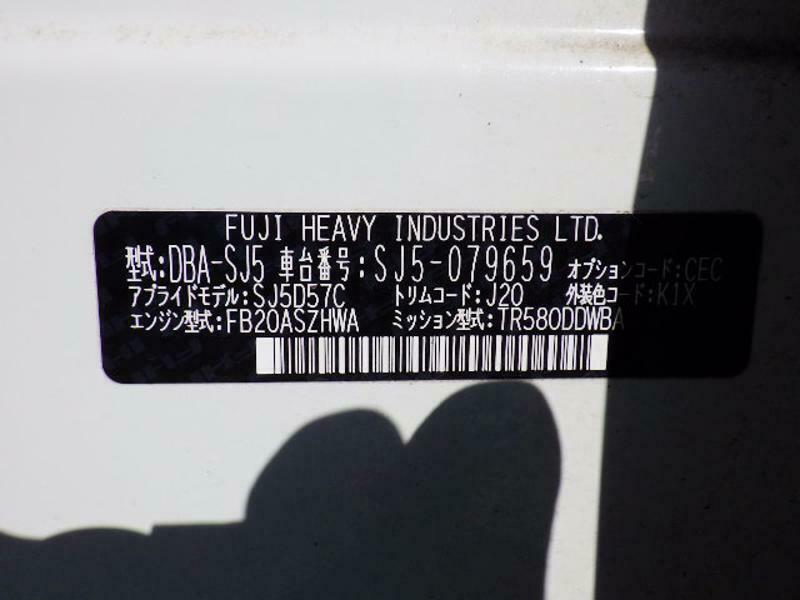 FUJI HEAVY INDUSTRIES LTD.
型式:DBA-SJ5 車台番号:SJ5-079659 オプションコード:CEC
アプライドモデル:SJ5D57C トリムコード:J20 外装色コード:K1X
エンジン型式:FB20ASZHWA ミッション型式:TR580DDWBA